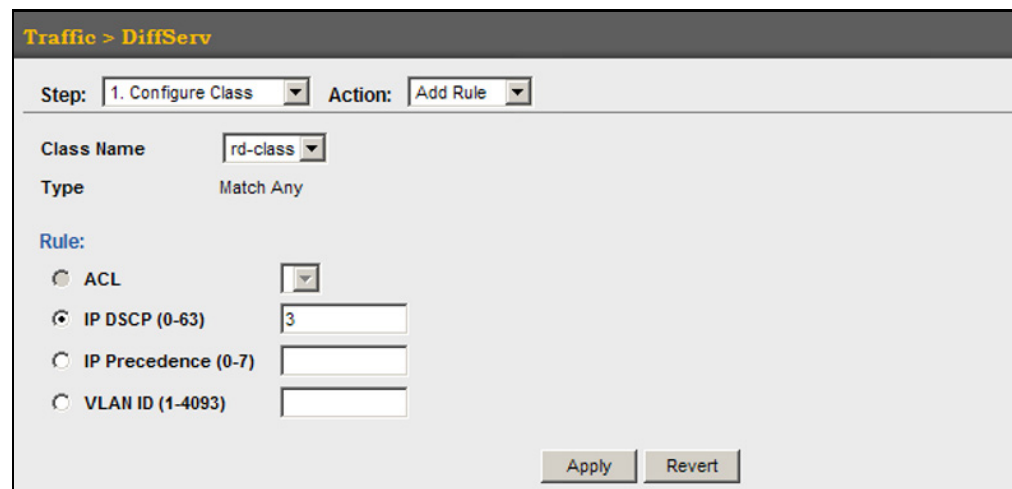 Traffic > DiffServ
Step: 1. Configure Class Action: Add Rule
Class Name rd-class
Type Match Any
Rule:
ACL
IP DSCP (0-63) 3
IP Precedence (0-7)
VLAN ID (1-4093)
Apply Revert